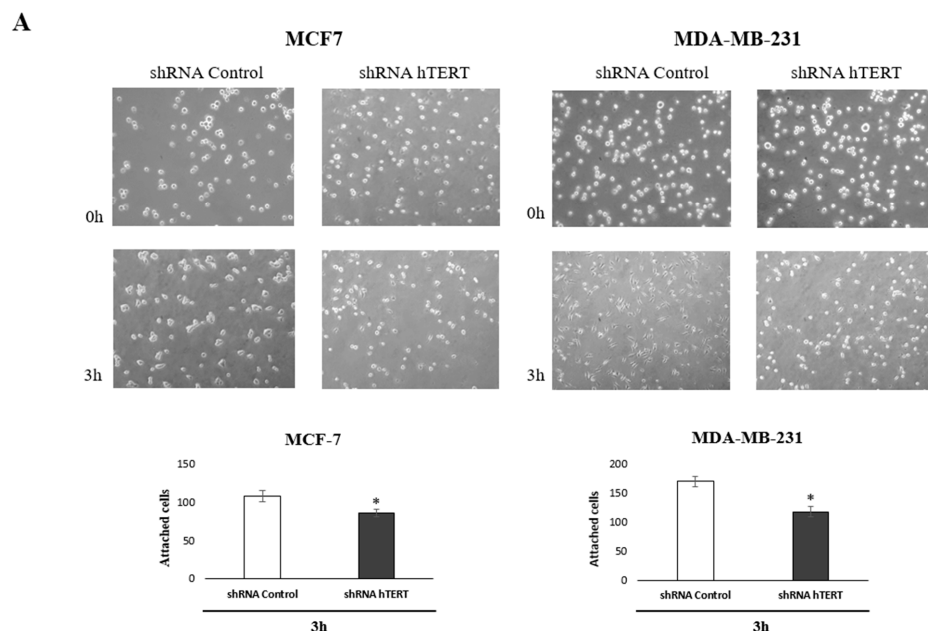 A
MCF7
MDA-MB-231
shRNA Control
shRNA hTERT
shRNA Control
shRNA hTERT
0h
0h
3h
3h
MCF-7
MDA-MB-231
150
100
50
0
Attached cells
*
shRNA Control
shRNA hTERT
3h
200
150
100
50
0
Attached cells
*
shRNA Control
shRNA hTERT
3h